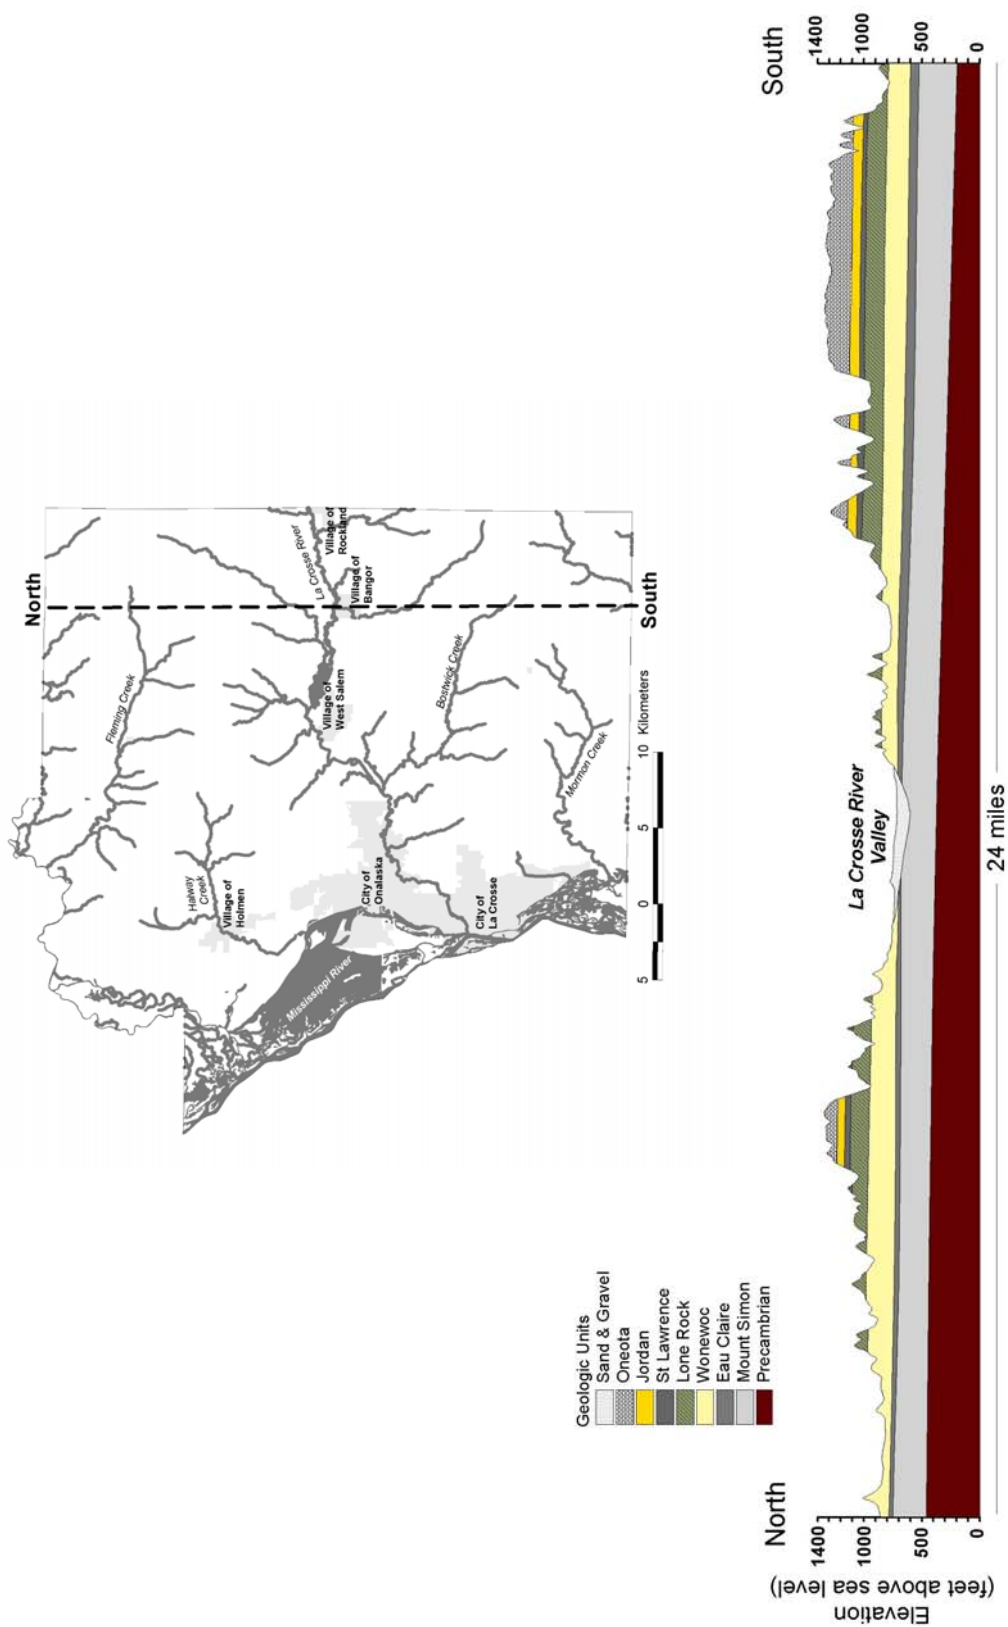 North
Fleming Creek
Halway
Creek
Village of
Holmen
La Crosse River
Village of
Rockland
Village of
Bangor
Village of
West Salem
City of
Onalaska
Mississippi River
City of
La Crosse
Bostwick Creek
Mormon Creek
South
5 0 5 10 Kilometers
Geologic Units
Sand & Gravel
Oneota
Jordan
St Lawrence
Lone Rock
Wonewoc
Eau Claire
Mount Simon
Precambrian
North
South
La Crosse River
Valley
Elevation
(feet above sea level)
1400
1000
500
0
1400
1000
500
0
24 miles